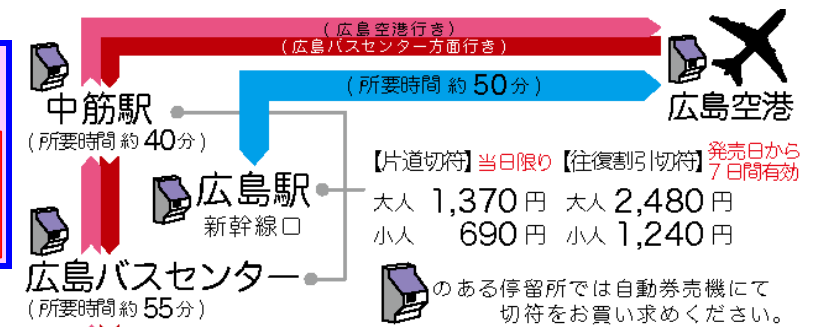 (広島空港行き)
(広島バスセンター方面行き)
中筋駅
(所要時間 約40分)
(所要時間 約50分)
広島空港
広島駅
新幹線口
広島バスセンター
(所要時間 約55分)
【片道切符】当日限り【往復割引切符】発売日から
7日間有効
大人 1,370円 大人 2,480円
小人 690円 小人 1,240円
のある停留所では自動券売機にて
切符をお買い求めください。